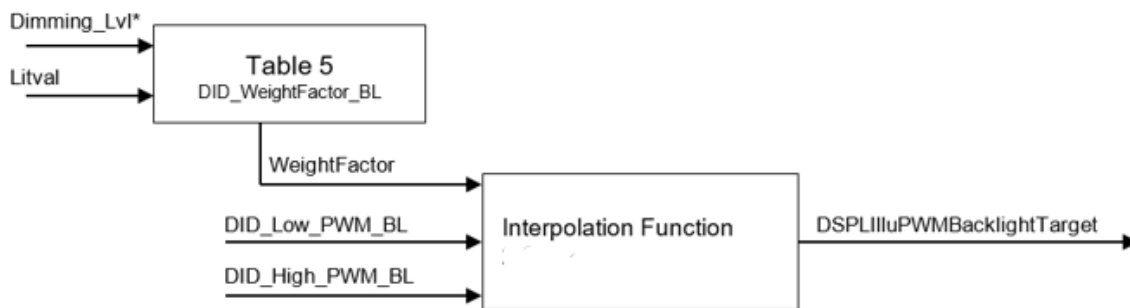 Dimming_Lvl*
Litval
Table 5
DID_WeightFactor_BL
WeightFactor
DID_Low_PWM_BL
DID_High_PWM_BL
Interpolation Function
DSPLIlluPWMBacklightTarget